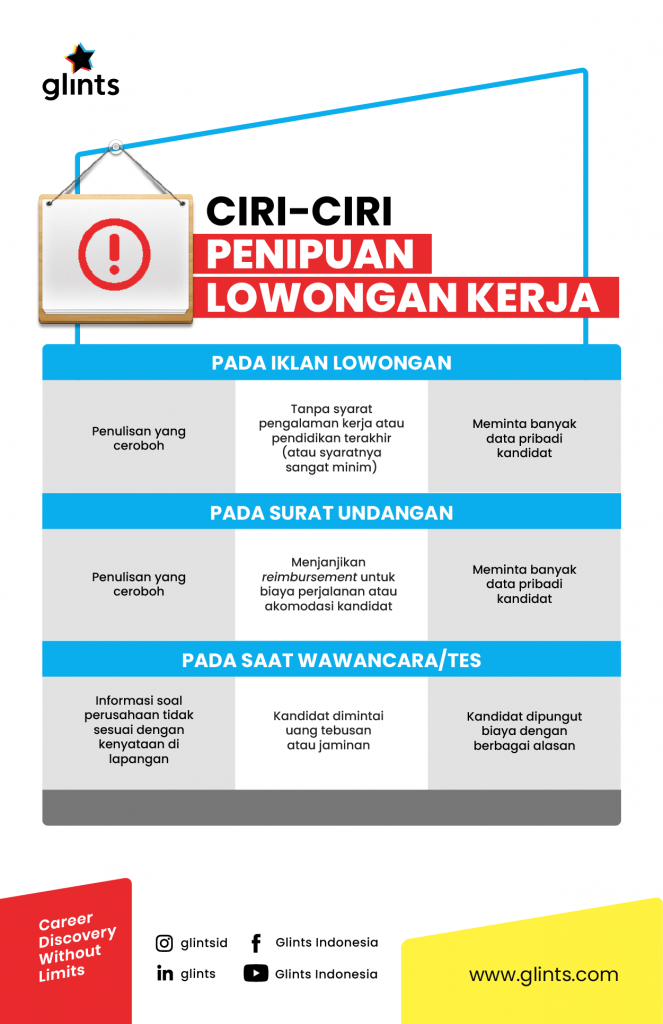 glints
CIRI-CIRI
PENIPUAN
LOWONGAN KERJA
PADA IKLAN LOWONGAN
Penulisan yang
ceroboh
Tanpa syarat
pengalaman kerja atau
pendidikan terakhir
(atau syaratnya
sangat minim)
Meminta banyak
data pribadi
kandidat
PADA SURAT UNDANGAN
Penulisan yang
ceroboh
Menjanjikan
reimbursement untuk
biaya perjalanan atau
akomodasi kandidat
Meminta banyak
data pribadi
kandidat
PADA SAAT WAWANCARA/TES
Informasi soal
perusahaan tidak
sesuai dengan
kenyataan di
lapangan
Kandidat dimintai
uang tebusan
atau jaminan
Kandidat dipungut
biaya dengan
berbagai alasan
Career
Discovery
Without
Limits
glintsid
Glints Indonesia
glints
Glints Indonesia
www.glints.com